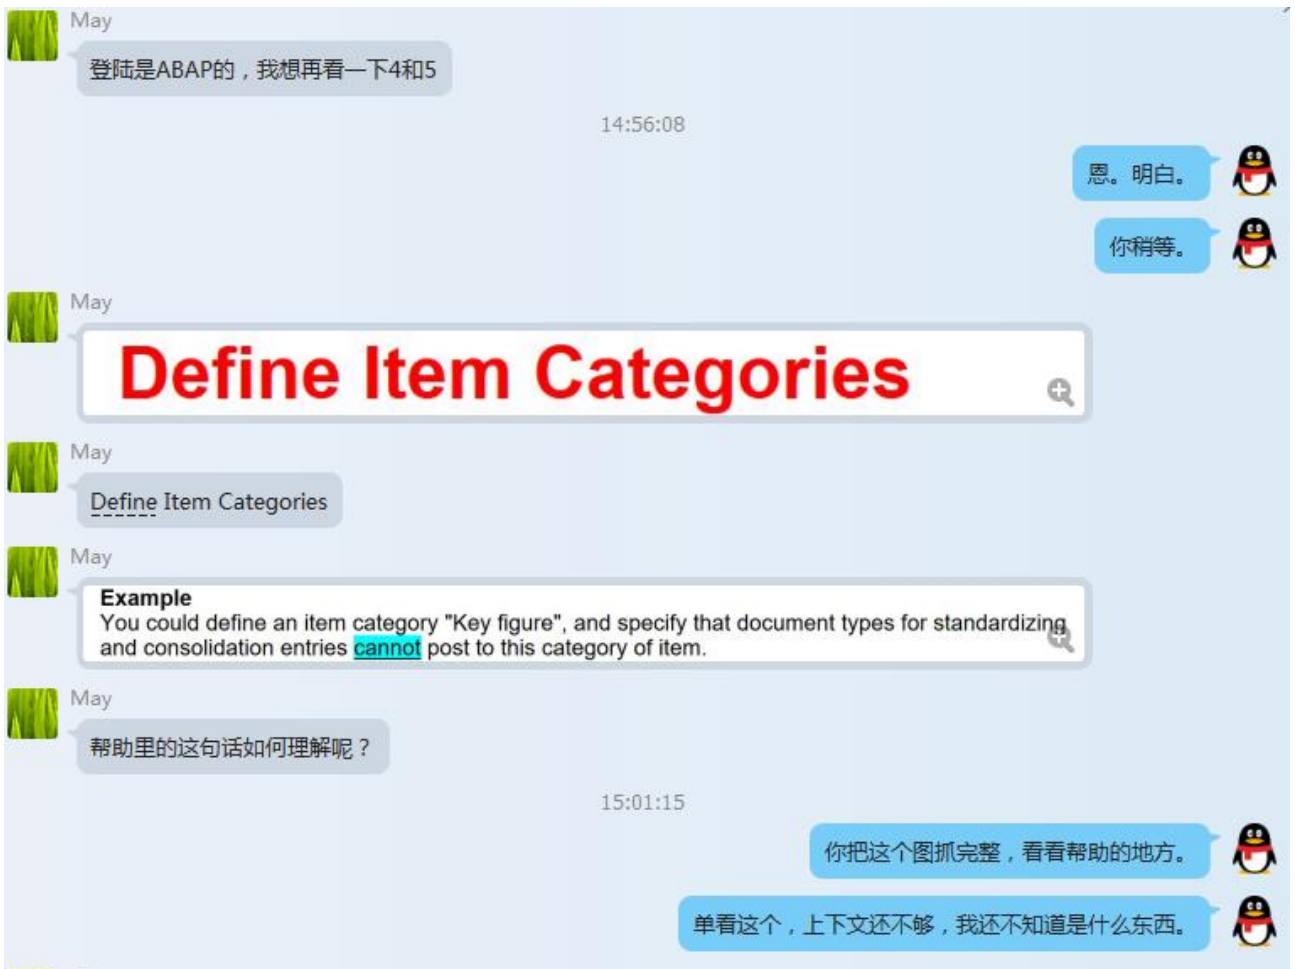 May
登陆是ABAP的，我想再看一下4和5
14:56:08
恩。明白。
你稍等。
May
Define Item Categories
May
Define Item Categories
May
Example
You could define an item category "Key figure", and specify that document types for standardizing
and consolidation entries cannot post to this category of item.
May
帮助里的这句话如何理解呢？
15:01:15
你把这个图抓完整，看看帮助的地方。
单看这个，上下文还不够，我还不知道是什么东西。